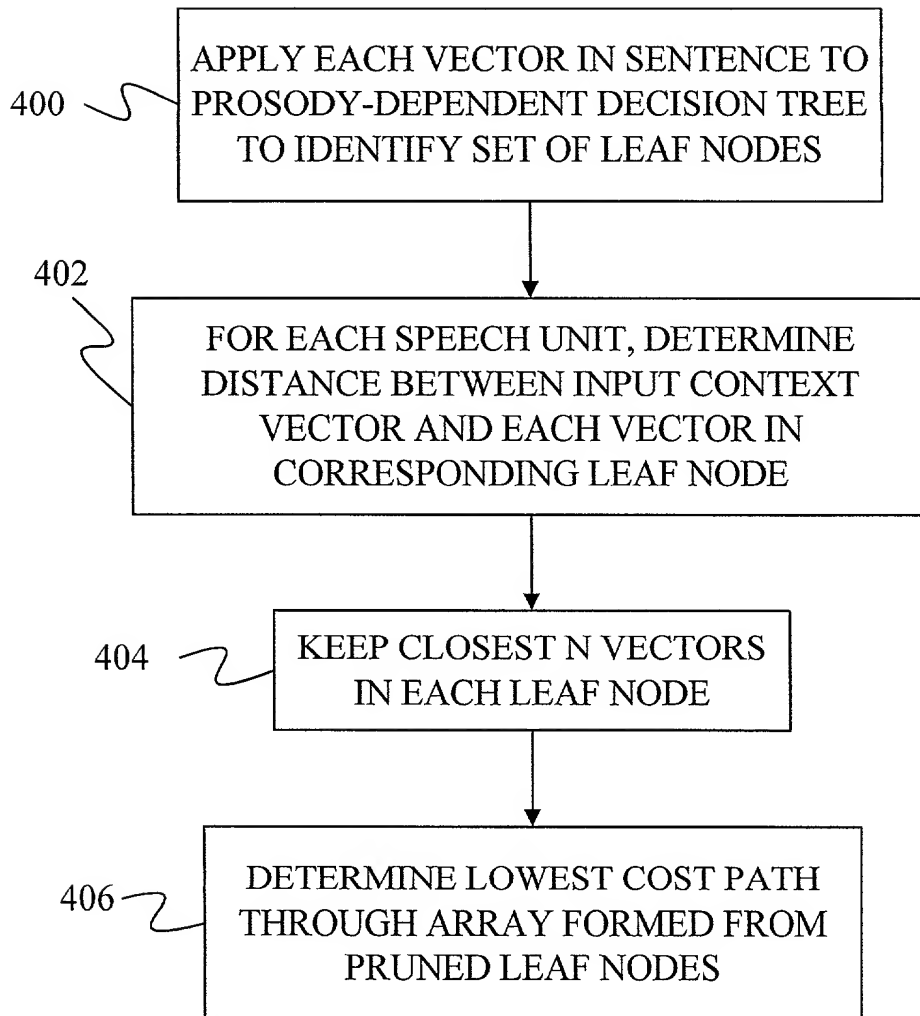 400
APPLY EACH VECTOR IN SENTENCE TO
PROSODY-DEPENDENT DECISION TREE
TO IDENTIFY SET OF LEAF NODES
402
FOR EACH SPEECH UNIT, DETERMINE
DISTANCE BETWEEN INPUT CONTEXT
VECTOR AND EACH VECTOR IN
CORRESPONDING LEAF NODE
404
KEEP CLOSEST N VECTORS
IN EACH LEAF NODE
406
DETERMINE LOWEST COST PATH
THROUGH ARRAY FORMED FROM
PRUNED LEAF NODES